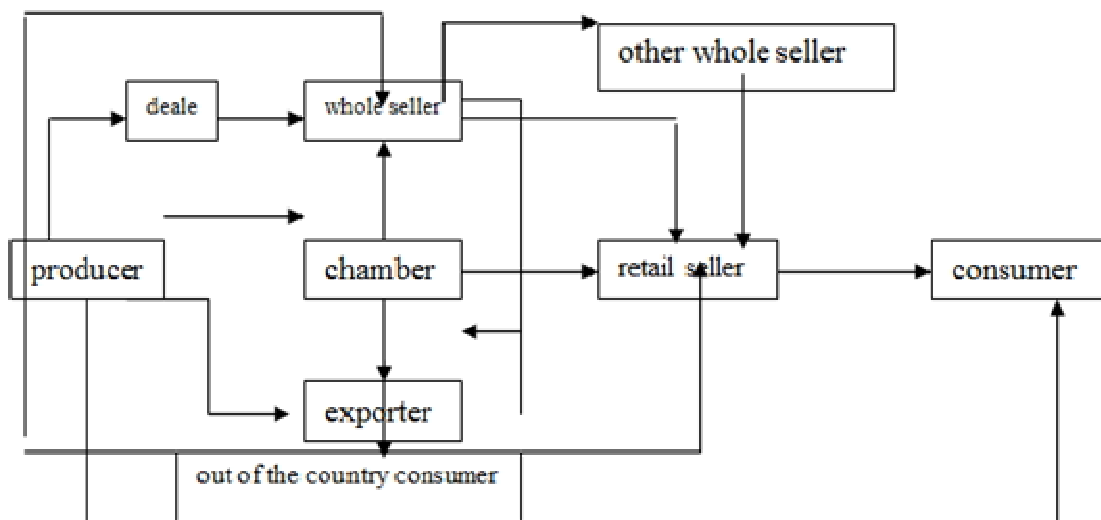 other whole seller
deale
whole seller
producer
chamber
retail seller
consumer
exporter
out of the country consumer